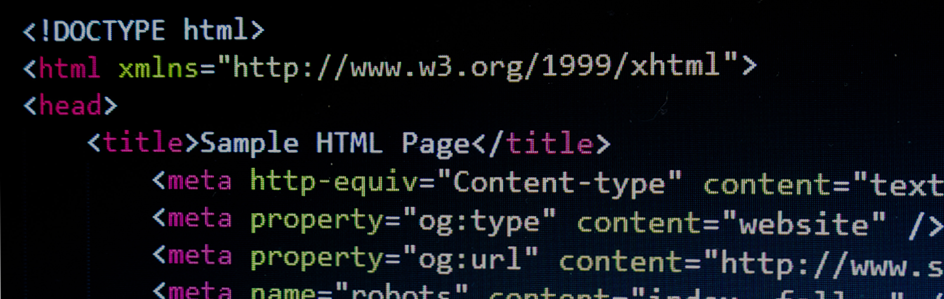 <!DOCTYPE html>
<html xmlns="http://www.w3.org/1999/xhtml">
<head>
<title>Sample HTML Page</title>
<meta http-equiv="Content-type" content="text
<meta property="og:type" content="website" />
<meta property="og:url" content="http://www.s
<meta name="robots" content="index, follow" /